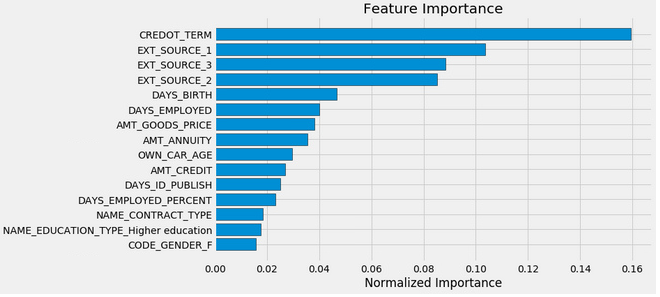 Feature Importance
CREDOT_TERM
EXT_SOURCE_1
EXT_SOURCE_3
EXT_SOURCE_2
DAYS_BIRTH
DAYS_EMPLOYED
AMT_GOODS_PRICE
AMT_ANNUITY
OWN_CAR_AGE
AMT_CREDIT
DAYS_ID_PUBLISH
DAYS_EMPLOYED_PERCENT
NAME_CONTRACT_TYPE
NAME_EDUCATION_TYPE_Higher education
CODE_GENDER_F
0.00 0.02 0.04 0.06 0.08 0.10 0.12 0.14 0.16
Normalized Importance